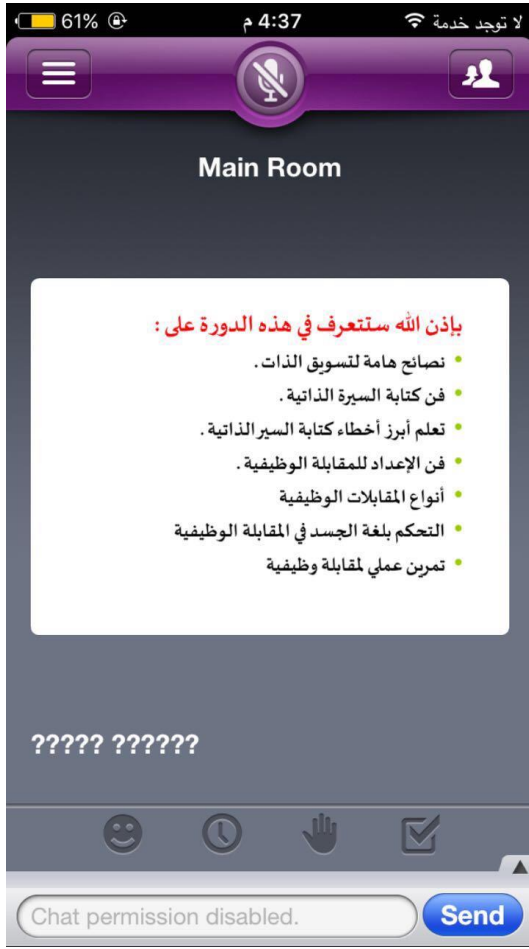 61%
4:37 م
لا توجد خدمة
Main Room
بإذن الله ستتعرف في هذه الدورة على :
• نصائح هامة لتسويق الذات .
• فن كتابة السيرة الذاتية .
• تعلم أبرز أخطاء كتابة السير الذاتية .
• فن الإعداد للمقابلة الوظيفية .
• أنواع المقابلات الوظيفية
• التحكم بلغة الجسد في المقابلة الوظيفية
• تمرين عملي لمقابلة وظيفية
????? ??????
Chat permission disabled.
Send